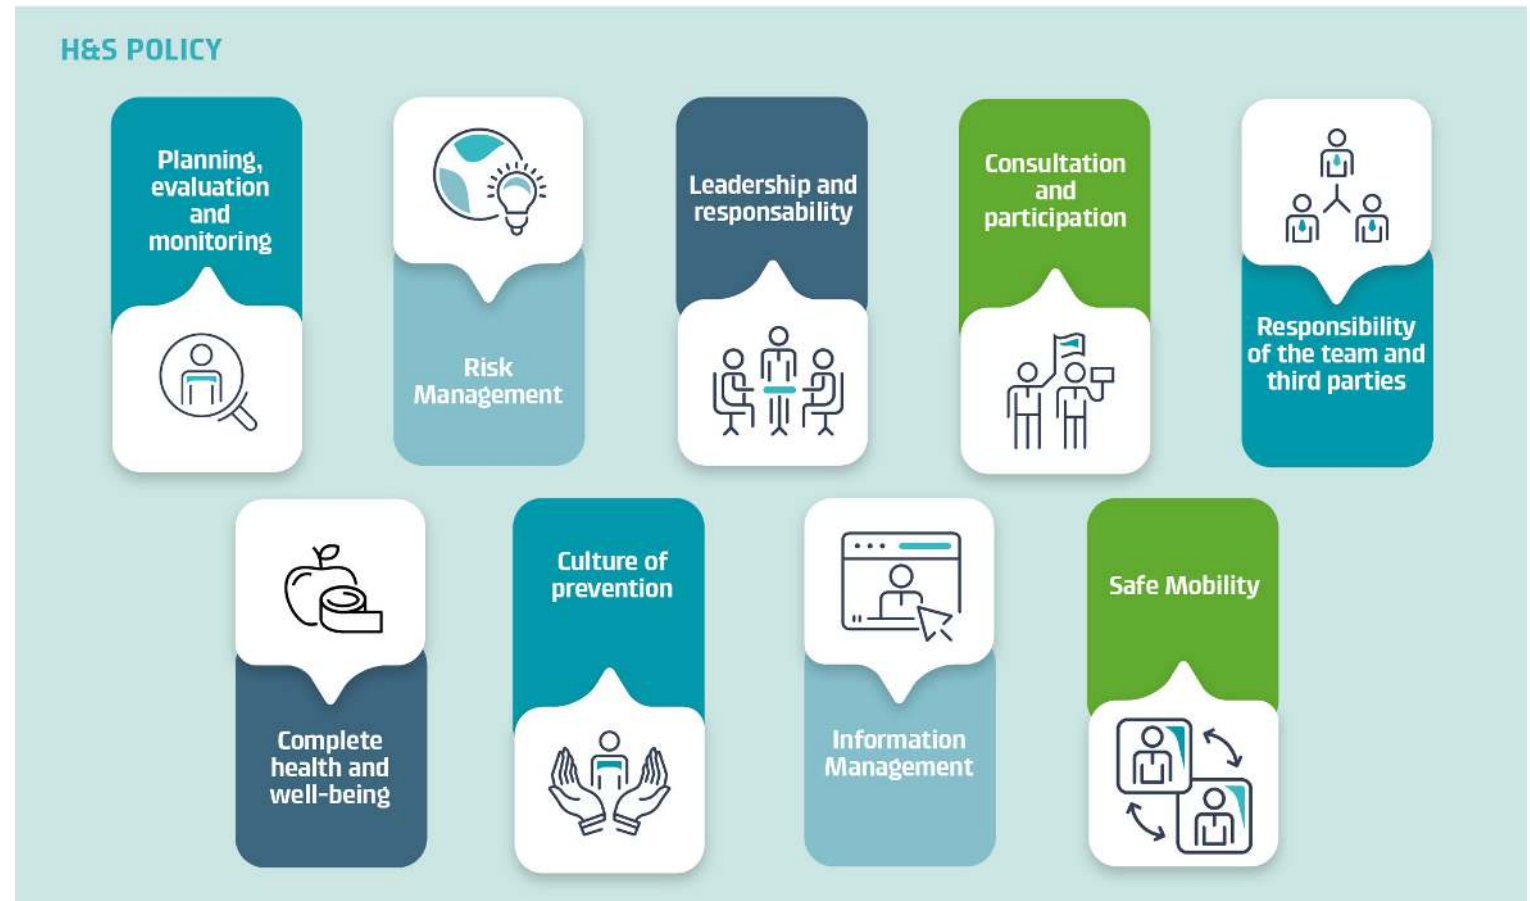 H&S POLICY
Planning,
evaluation
and
monitoring
Risk
Management
Leadership and
responsability
Consultation
and
participation
Responsibility
of the team and
third parties
Complete
health and
well-being
Culture of
prevention
Information
Management
Safe Mobility